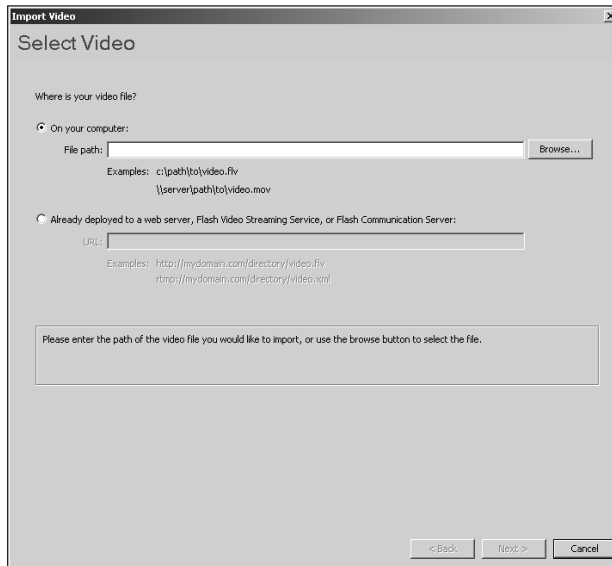 Import Video
Select Video
Where is your video file?
On your computer:
File path:
Browse...
Examples: c:\path\to\video.flv
\\server\path\to\video.mov
Already deployed to a web server, Flash Video Streaming Service, or Flash Communication Server:
URL:
Examples: http://mydomain.com/directory/video.flv
rtmp://mydomain.com/directory/video.xml
Please enter the path of the video file you would like to import, or use the browse button to select the file.
< Back
Next >
Cancel